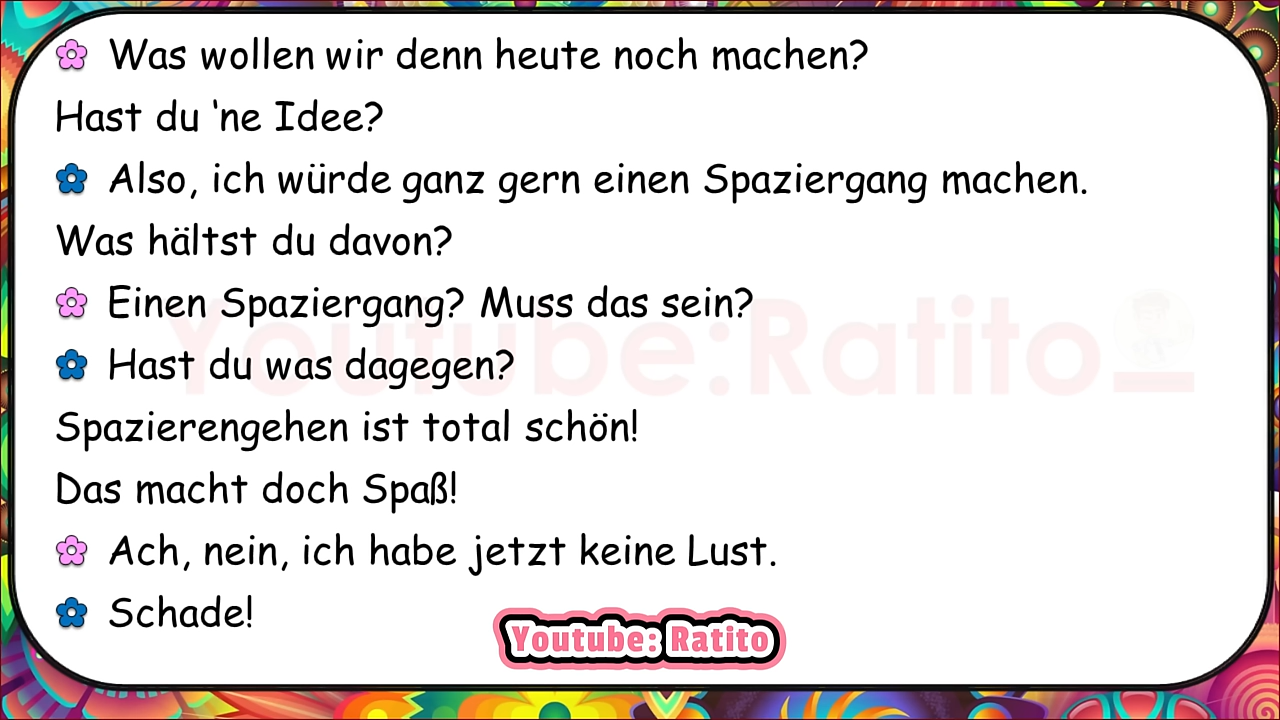 Was wollen wir denn heute noch machen?
Hast du ‘ne Idee?
Also, ich würde ganz gern einen Spaziergang machen.
Was hältst du davon?
Einen Spaziergang? Muss das sein?
Hast du was dagegen?
Spazierengehen ist total schön!
Das macht doch Spaß!
Ach, nein, ich habe jetzt keine Lust.
Schade!
Youtube:Ratito
Youtube: Ratito